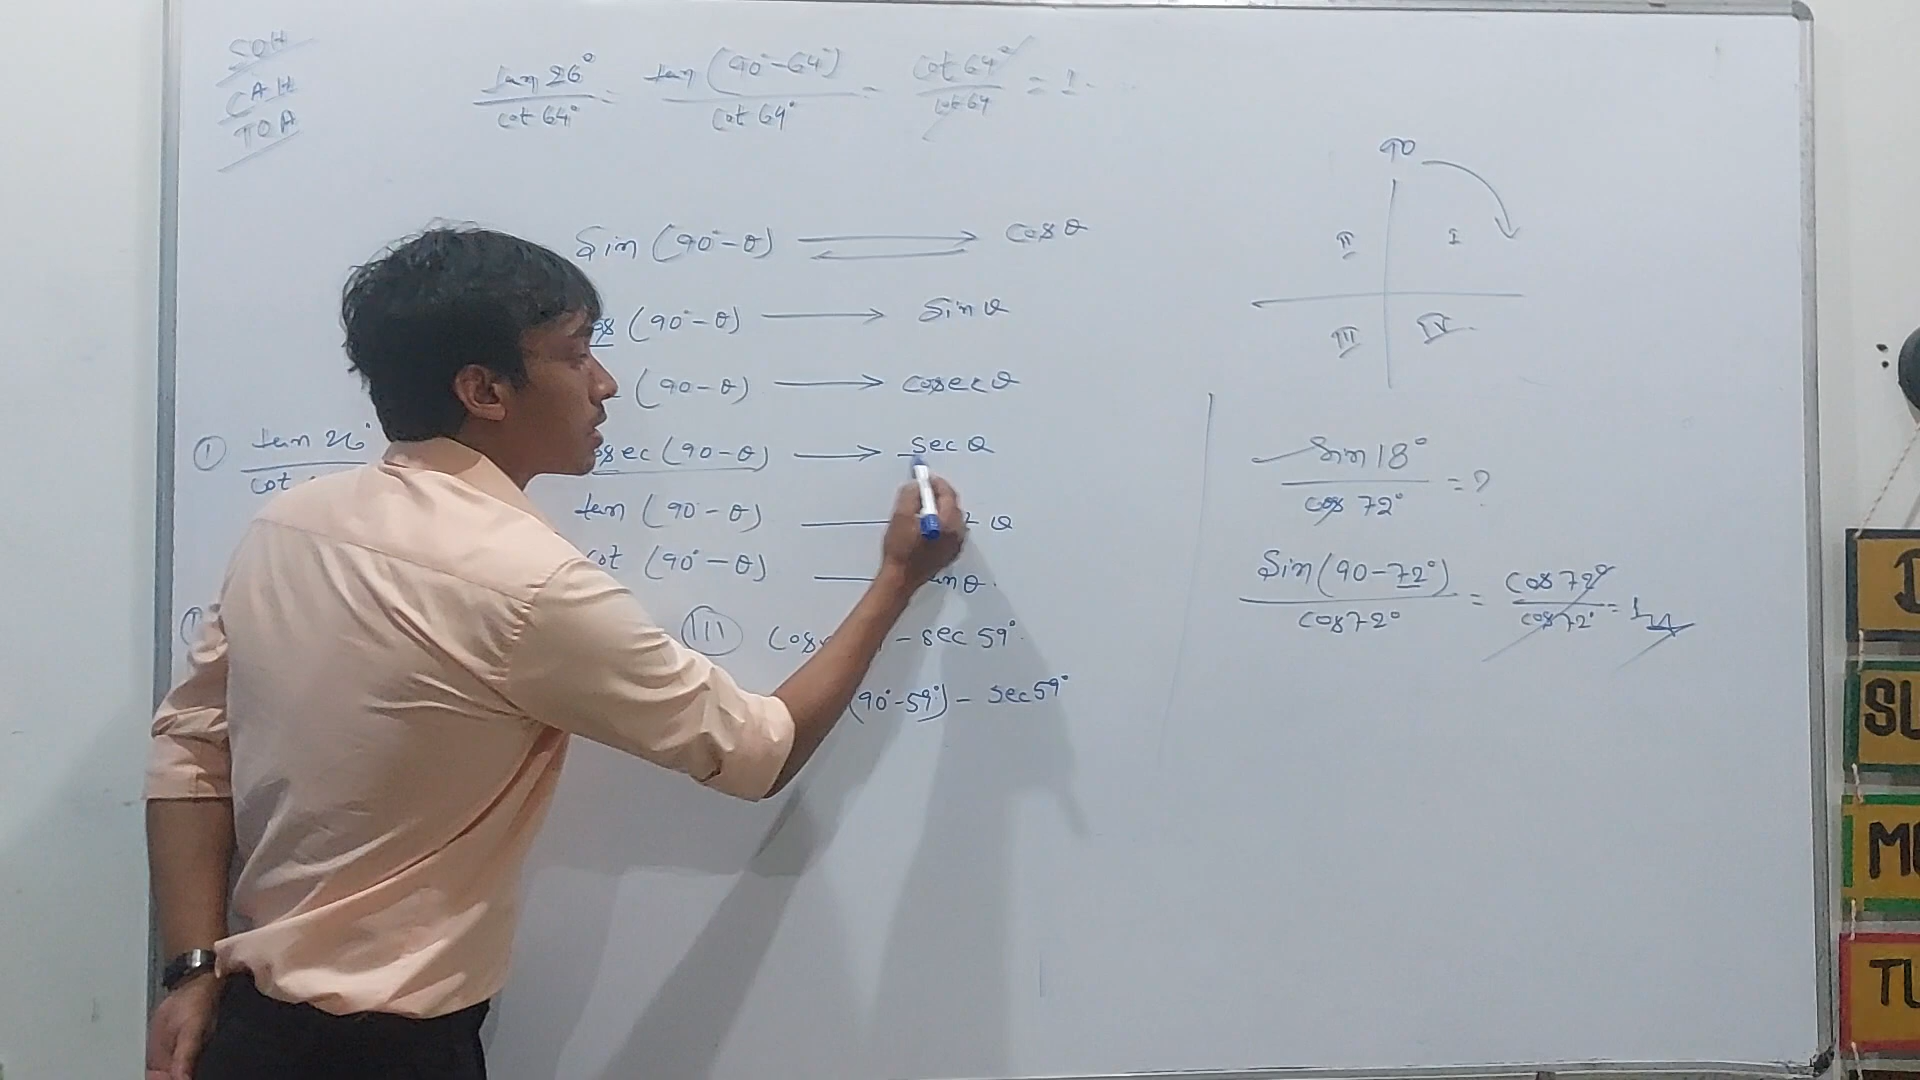 SOH
CAH
TOA
tan 26° / cot 64° = tan (90°-64°) / cot 64° = cot 64° / cot 64 = 1.
Sin (90°-θ) ⟶ cos θ
(90°-θ) ⟶ Sin θ
(90-θ) ⟶ cosec θ
① tan 26° / cot
sec (90-θ) ⟶ sec θ
tan (90-θ)
cot (90°-θ)
III - sec 59°
(90°-59°) - sec 59°
90
II I
III IV
Sin 18° / cos 72° = ?
Sin (90-72°) / cos 72° = cos 72° / cos 72° = 1
SL